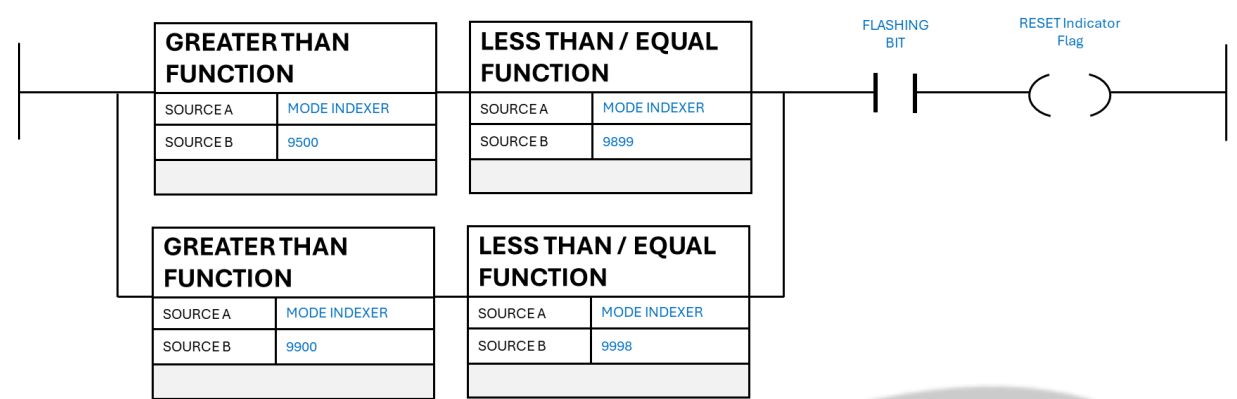 FLASHING
BIT
RESET Indicator
Flag
GREATER THAN
FUNCTION
SOURCE A MODE INDEXER
SOURCE B 9500
LESS THAN / EQUAL
FUNCTION
SOURCE A MODE INDEXER
SOURCE B 9899
GREATER THAN
FUNCTION
SOURCE A MODE INDEXER
SOURCE B 9900
LESS THAN / EQUAL
FUNCTION
SOURCE A MODE INDEXER
SOURCE B 9998